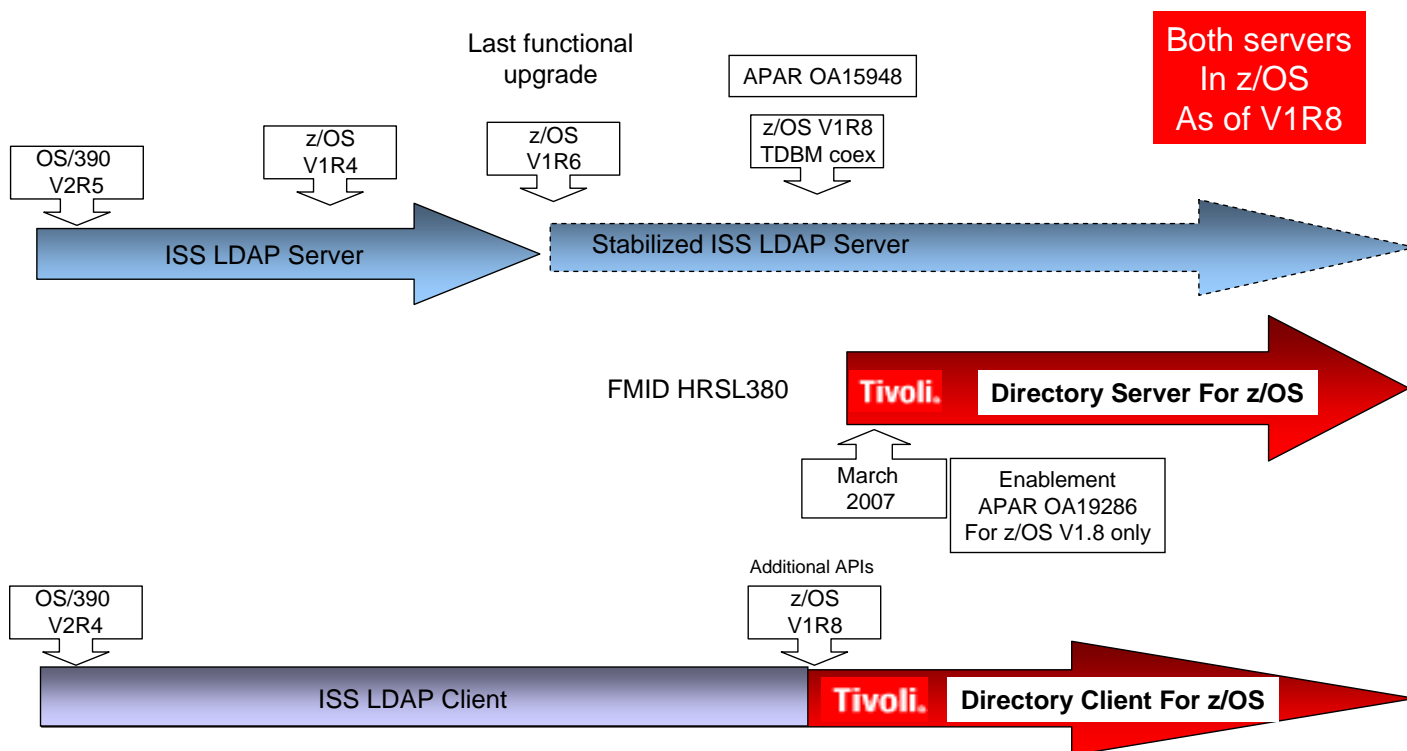 Last functional
upgrade
APAR OA15948
Both servers
In z/OS
As of V1R8
OS/390
V2R5
z/OS
V1R4
z/OS
V1R6
z/OS V1R8
TDBM coex
ISS LDAP Server
Stabilized ISS LDAP Server
FMID HRSL380
Tivoli.
Directory Server For z/OS
March
2007
Enablement
APAR OA19286
For z/OS V1.8 only
Additional APIs
OS/390
V2R4
z/OS
V1R8
ISS LDAP Client
Tivoli.
Directory Client For z/OS